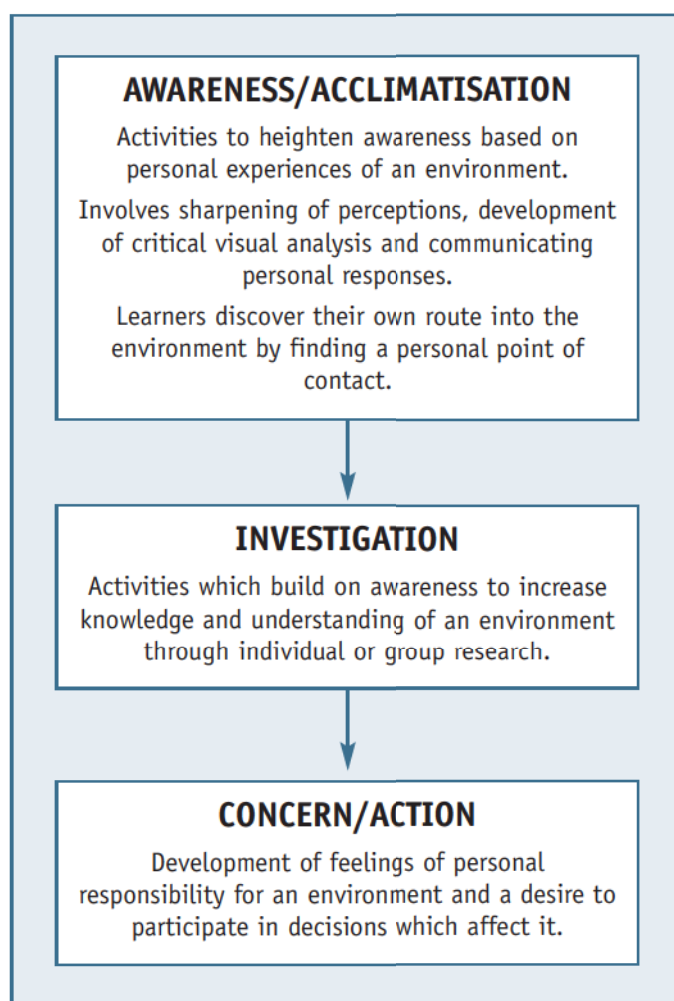 AWARENESS/ACCLIMATISATION
Activities to heighten awareness based on
personal experiences of an environment.
Involves sharpening of perceptions, development
of critical visual analysis and communicating
personal responses.
Learners discover their own route into the
environment by finding a personal point of
contact.
INVESTIGATION
Activities which build on awareness to increase
knowledge and understanding of an environment
through individual or group research.
CONCERN/ACTION
Development of feelings of personal
responsibility for an environment and a desire to
participate in decisions which affect it.